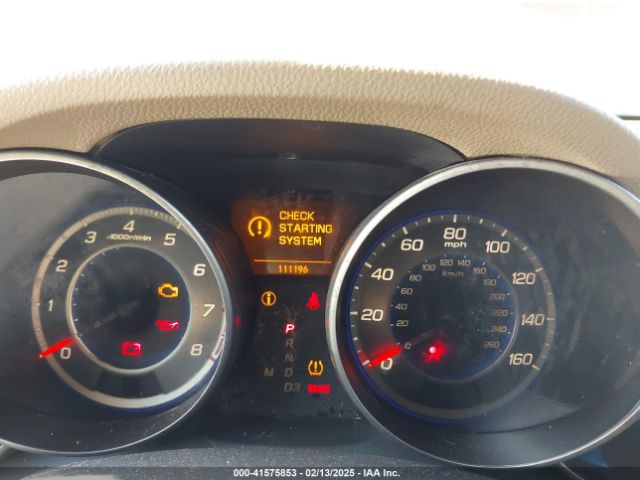 CHECK
STARTING
SYSTEM
111196
4
3 5
x1000r/min
2 6
1 7
0 8
P
R
N
M D
D3
BRAKE
80
60 mph 100
40 120
20 140
0 160
120 140
100 km/h 160
80 180
60 200
40 220
20 240
0 260
000-41575853 - 02/13/2025 - IAA Inc.